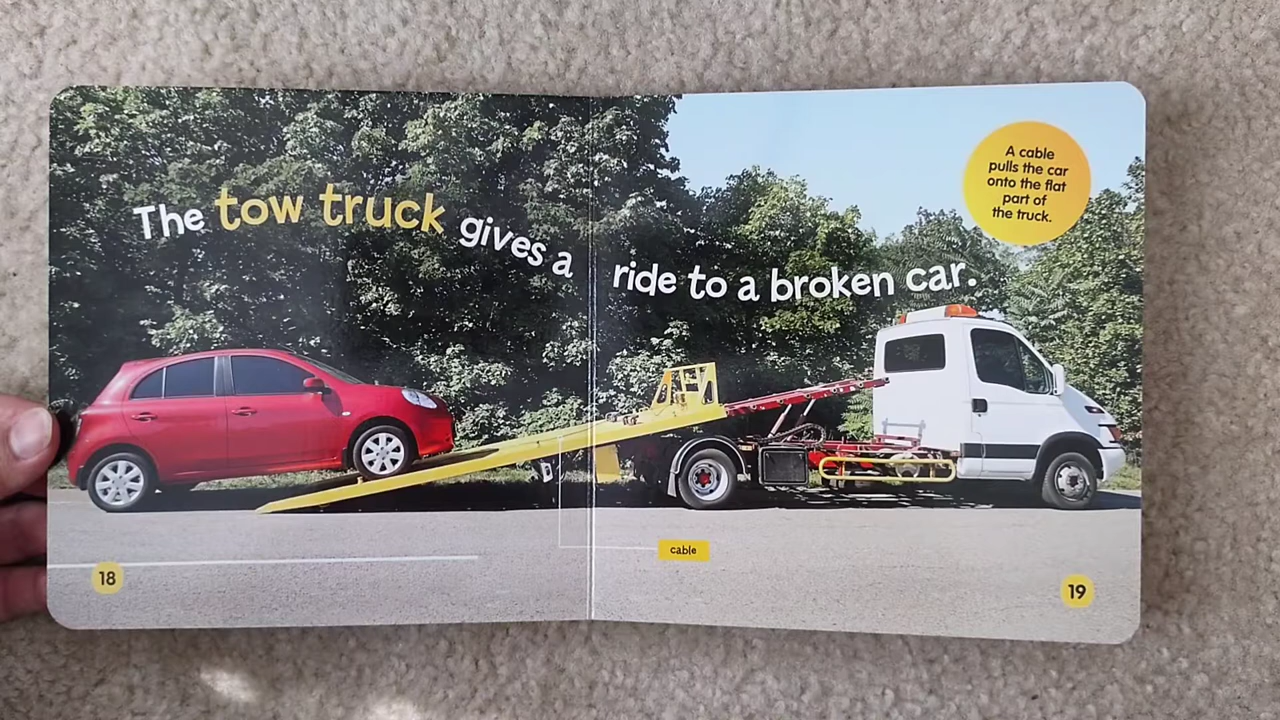 The tow truck gives a ride to a broken car.
A cable
pulls the car
onto the flat
part of
the truck.
cable
18
19